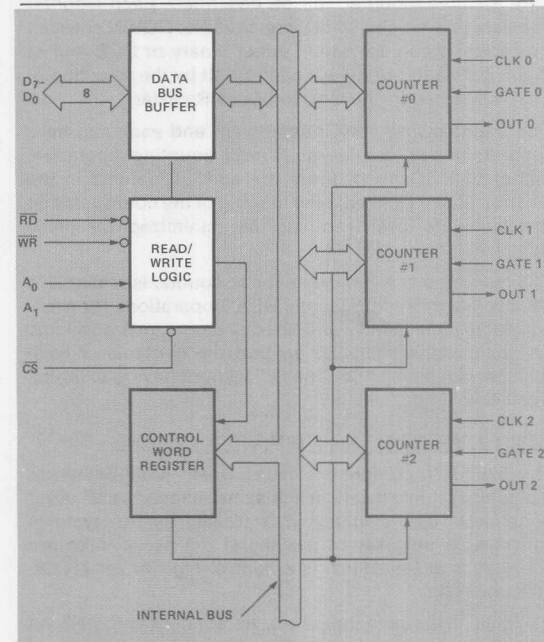 D7-
D0
8
DATA
BUS
BUFFER
COUNTER
#0
CLK 0
GATE 0
OUT 0
RD
WR
A0
A1
CS
READ/
WRITE
LOGIC
COUNTER
#1
CLK 1
GATE 1
OUT 1
CONTROL
WORD
REGISTER
COUNTER
#2
CLK 2
GATE 2
OUT 2
INTERNAL BUS